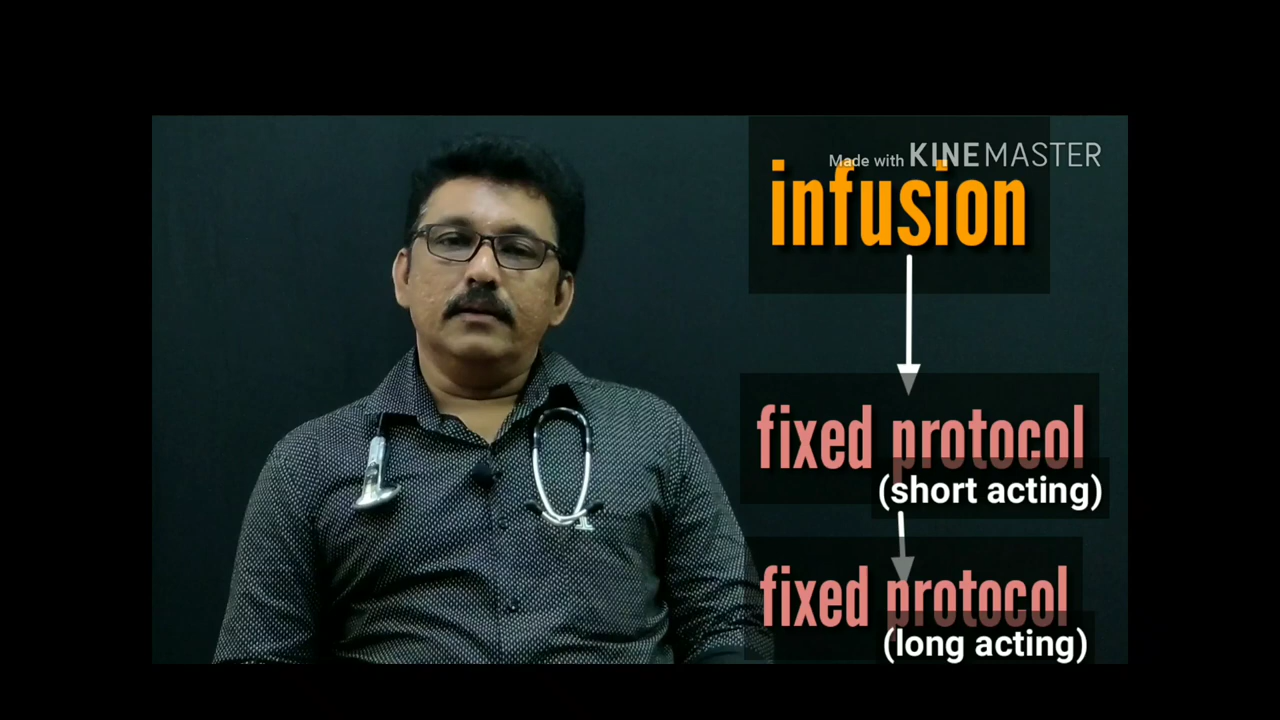 Made with KINEMASTER
infusion
fixed protocol
(short acting)
fixed protocol
(long acting)